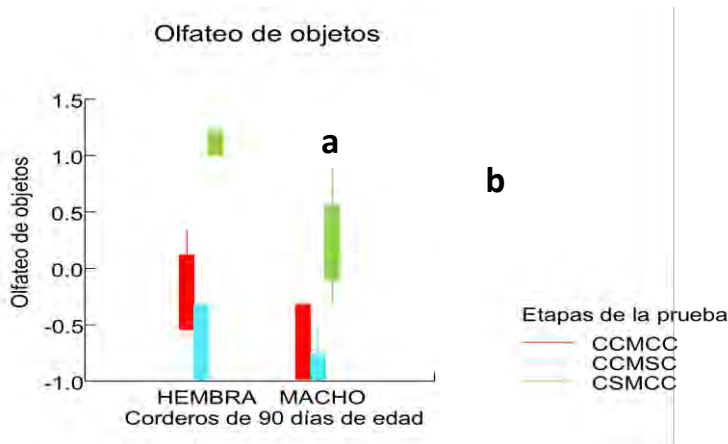 Olfateo de objetos
1.5
a
1.0
b
0.5
0.0
-0.5
-1.0
Olfateo de objetos
HEMBRA MACHO
Corderos de 90 días de edad
Etapas de la prueba
CCMCC
CCMSC
CSMCC